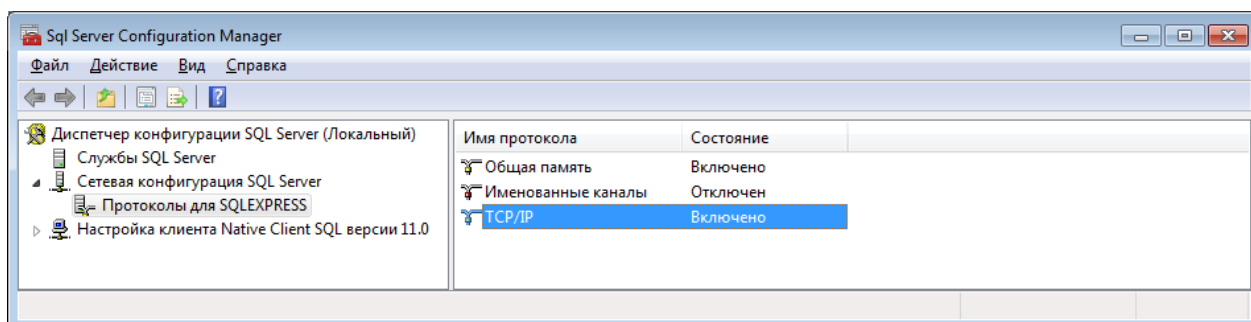 Sql Server Configuration Manager
Файл Действие Вид Справка
Диспетчер конфигурации SQL Server (Локальный)
Службы SQL Server
Сетевая конфигурация SQL Server
Протоколы для SQLEXPRESS
Настройка клиента Native Client SQL версии 11.0
Имя протокола Состояние
Общая память Включено
Именованные каналы Отключен
TCP/IP Включено